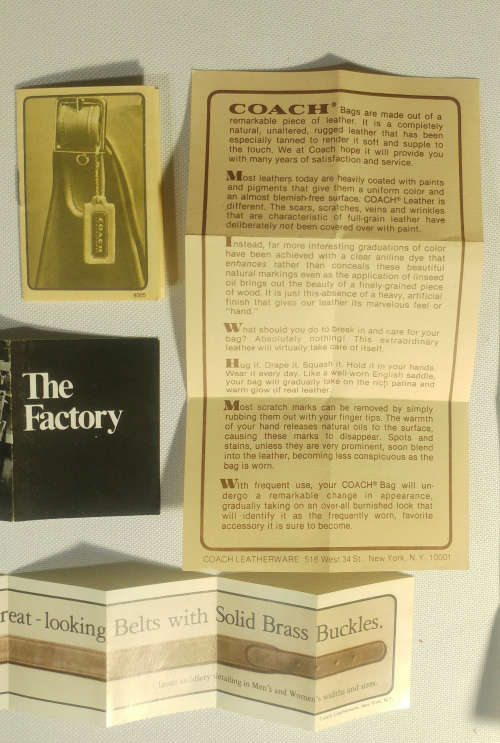 COACH
8065
The
Factory
COACH® Bags are made out of a
remarkable piece of leather. It is a completely
natural, unaltered, rugged leather that has been
especially tanned to render it soft and supple to
the touch. We at Coach hope it will provide you
with many years of satisfaction and service.
Most leathers today are heavily coated with paints
and pigments that give them a uniform color and
an almost blemish-free surface. COACH® Leather is
different. The scars, scratches, veins and wrinkles
that are characteristic of full-grain leather have
deliberately not been covered over with paint.
Instead, far more interesting graduations of color
have been achieved with a clear aniline dye that
enhances rather than conceals these beautiful
natural markings even as the application of linseed
oil brings out the beauty of a finely-grained piece
of wood. It is just this absence of a heavy, artificial
finish that gives our leather its marvelous feel or
"hand."
What should you do to break in and care for your
bag? Absolutely nothing! This extraordinary
leather will virtually take care of itself.
Hug it. Drape it. Squash it. Hold it in your hands.
Wear it every day. Like a well-worn English saddle,
your bag will gradually take on the rich patina and
warm glow of real leather.
Most scratch marks can be removed by simply
rubbing them out with your finger tips. The warmth
of your hand releases natural oils to the surface,
causing these marks to disappear. Spots and
stains, unless they are very prominent, soon blend
into the leather, becoming less conspicuous as the
bag is worn.
With frequent use, your COACH® Bag will un-
dergo a remarkable change in appearance,
gradually taking on an over-all burnished look that
will identify it as the frequently worn, favorite
accessory it is sure to become.
COACH LEATHERWARE 516 West 34 St. New York, N.Y. 10001
reat-looking Belts with Solid Brass Buckles.
Classic saddlery detailing in Men's and Women's widths and sizes.
Coach Leatherware, New York, N.Y.